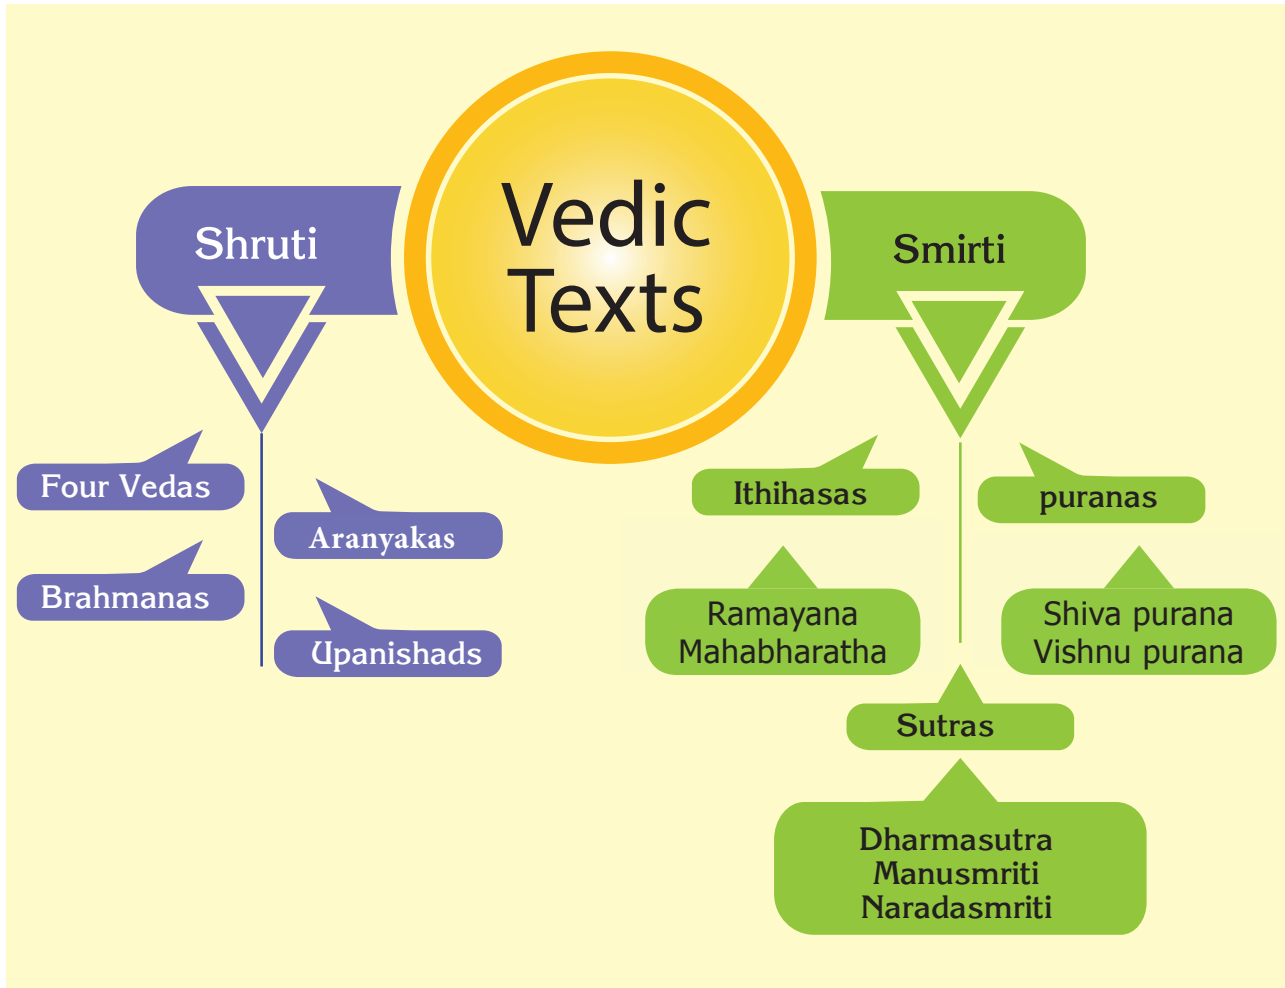 Vedic
Texts
Shruti
Four Vedas
Aranyakas
Brahmanas
Upanishads
Smirti
Ithihasas
Ramayana
Mahabharatha
puranas
Shiva purana
Vishnu purana
Sutras
Dharmasutra
Manusmriti
Naradasmriti